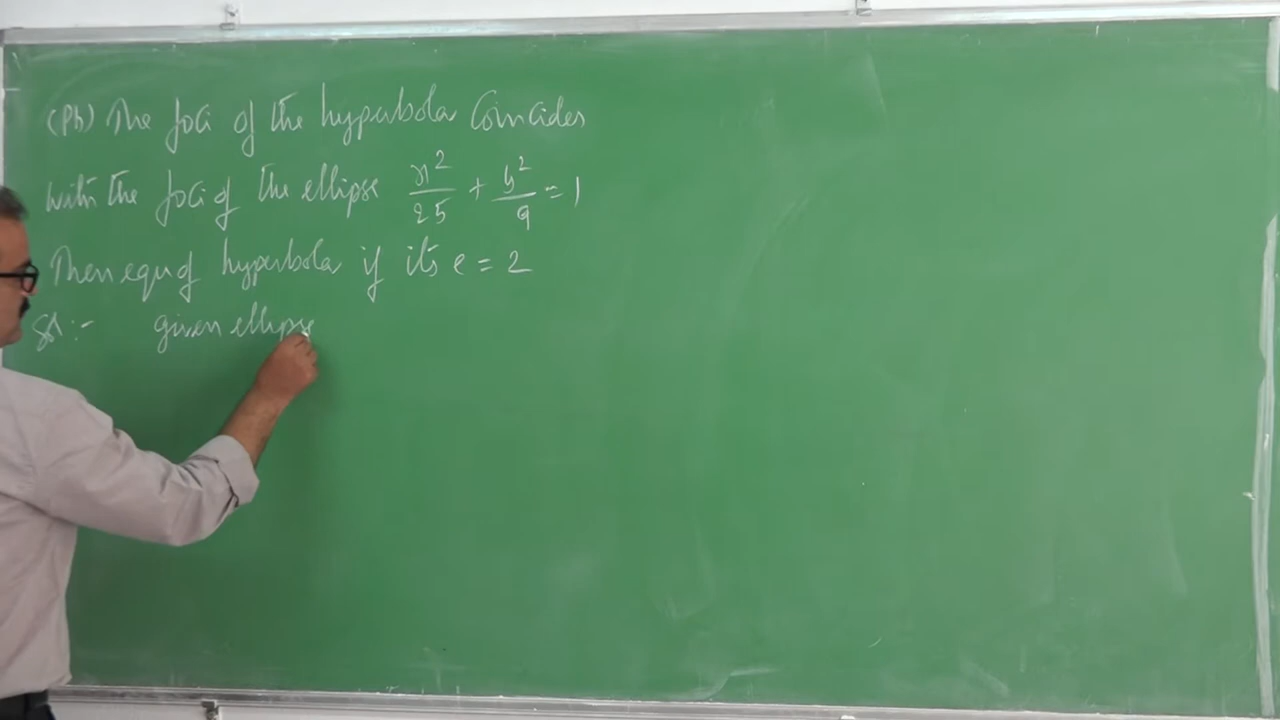 (Pb) The foci of the hyperbola Coincides
with the foci of the ellipse x²/25 + y²/9 = 1
Then equ of hyperbola if its e = 2
Sol :- given ellipse